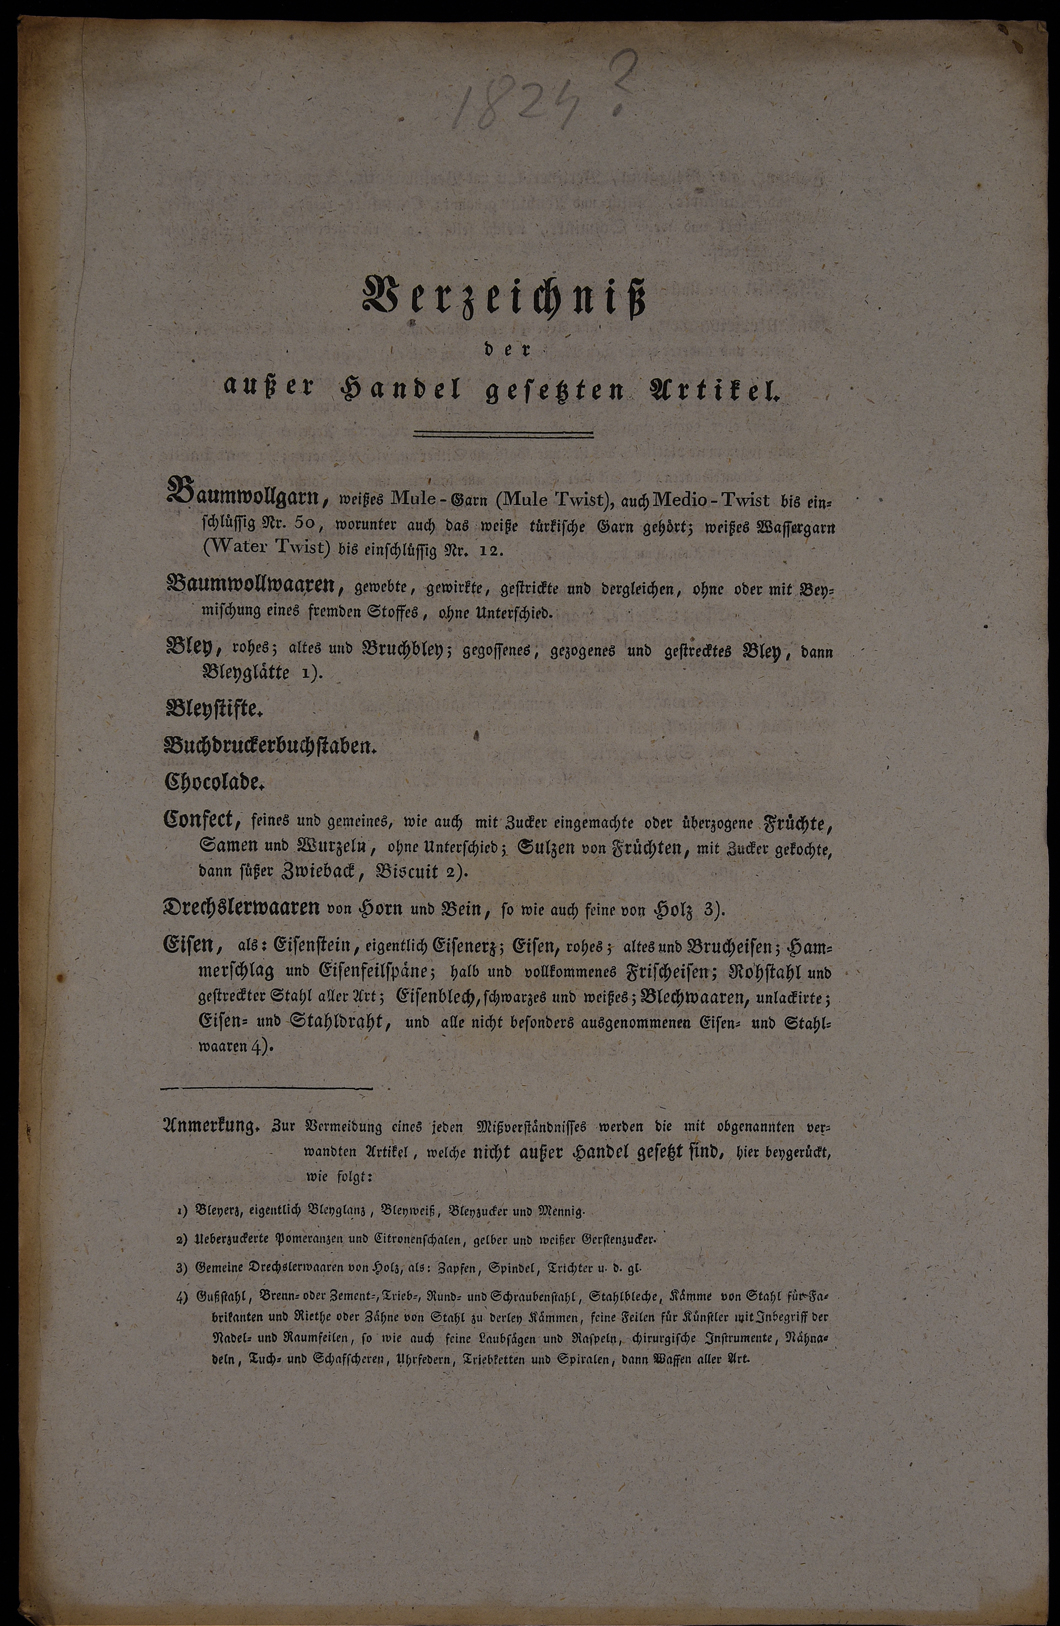 1824?
Verzeichniß
der
außer Handel gesetzten Artikel.
Baumwollgarn, weißes Mule-Garn (Mule Twist), auch Medio-Twist bis ein=
schlüssig Nr. 50, worunter auch das weiße türkische Garn gehört; weißes Wassergarn
(Water Twist) bis einschlüssig Nr. 12.
Baumwollwaaren, gewebte, gewirkte, gestrickte und dergleichen, ohne oder mit Bey=
mischung eines fremden Stoffes, ohne Unterschied.
Bley, rohes; altes und Bruchbley; gegossenes, gezogenes und gestrecktes Bley, dann
Bleyglätte 1).
Bleystifte.
Buchdruckerbuchstaben.
Chocolade.
Confect, feines und gemeines, wie auch mit Zucker eingemachte oder überzogene Früchte,
Samen und Wurzeln, ohne Unterschied; Sulzen von Früchten, mit Zucker gekochte,
dann süßer Zwieback, Biscuit 2).
Drechslerwaaren von Horn und Bein, so wie auch feine von Holz 3).
Eisen, als: Eisenstein, eigentlich Eisenerz; Eisen, rohes; altes und Brucheisen; Ham=
merschlag und Eisenfeilspäne; halb und vollkommenes Frischeisen; Rohstahl und
gestreckter Stahl aller Art; Eisenblech, schwarzes und weißes; Blechwaaren, unlackirte;
Eisen= und Stahldraht, und alle nicht besonders ausgenommenen Eisen= und Stahl=
waaren 4).
Anmerkung. Zur Vermeidung eines jeden Mißverständnisses werden die mit obgenannten ver=
wandten Artikel, welche nicht außer Handel gesetzt sind, hier beygerückt,
wie folgt:
1) Bleyerz, eigentlich Bleyglanz, Bleyweiß, Bleyzucker und Mennig.
2) Ueberzuckerte Pomeranzen und Citronenschalen, gelber und weißer Gerstenzucker.
3) Gemeine Drechslerwaaren von Holz, als: Zapfen, Spindel, Trichter u. d. gl.
4) Gußstahl, Brenn= oder Zement=, Trieb=, Rund= und Schraubenstahl, Stahlbleche, Kämme von Stahl für Fa=
brikanten und Riethe oder Zähne von Stahl zu derley Kämmen, feine Feilen für Künstler mit Inbegriff der
Nadel= und Raumfeilen, so wie auch feine Laubsägen und Raspeln, chirurgische Instrumente, Nähna=
deln, Tuch= und Schafscheren, Uhrfedern, Triebketten und Spiralen, dann Waffen aller Art.